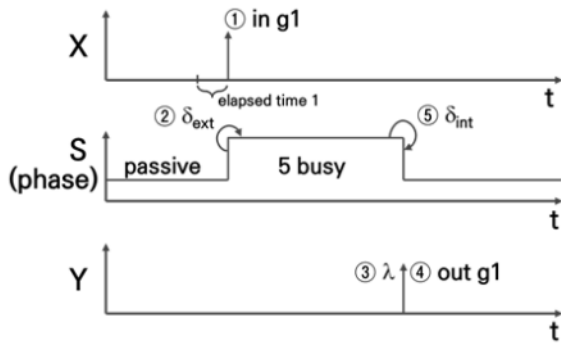 ① in g1
X
elapsed time 1
t
② δext
⑤ δint
S
(phase)
passive
5 busy
t
Y
③ λ
④ out g1
t